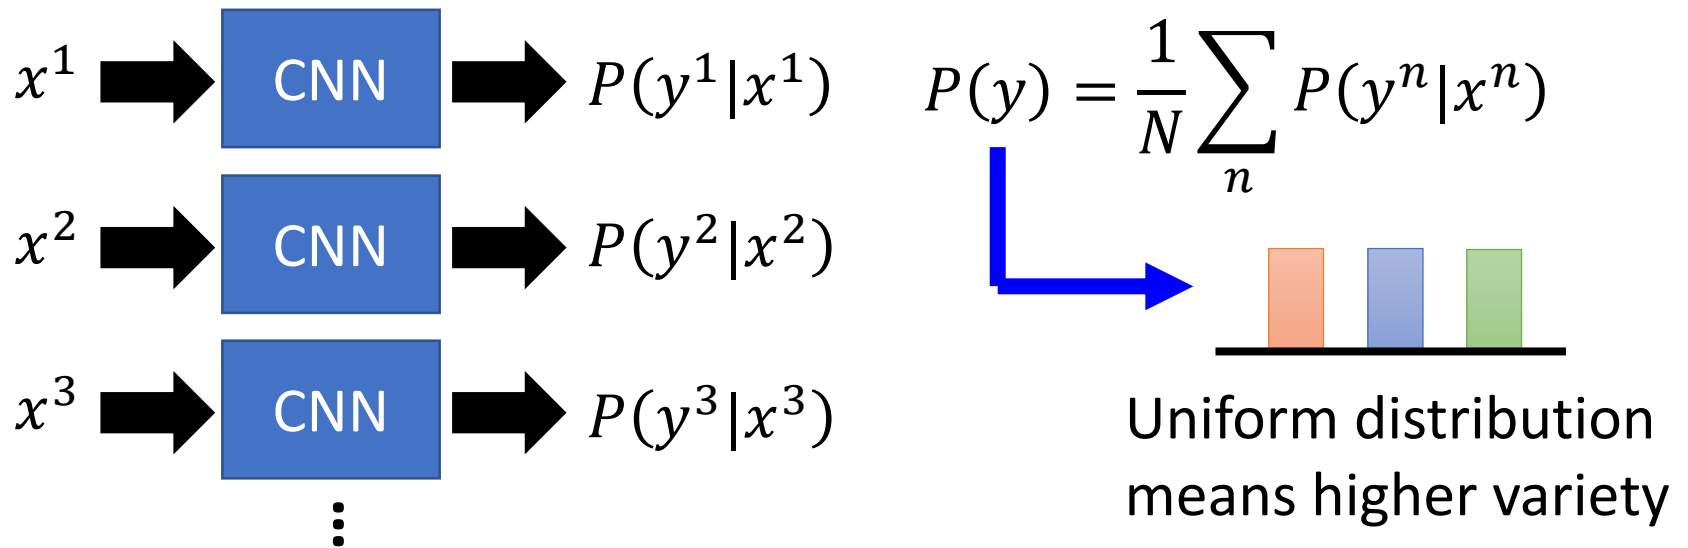 x¹ CNN P(y¹|x¹)
x² CNN P(y²|x²)
x³ CNN P(y³|x³)
⋮
P(y) = 1/N ∑ₙ P(yⁿ|xⁿ)
Uniform distribution
means higher variety